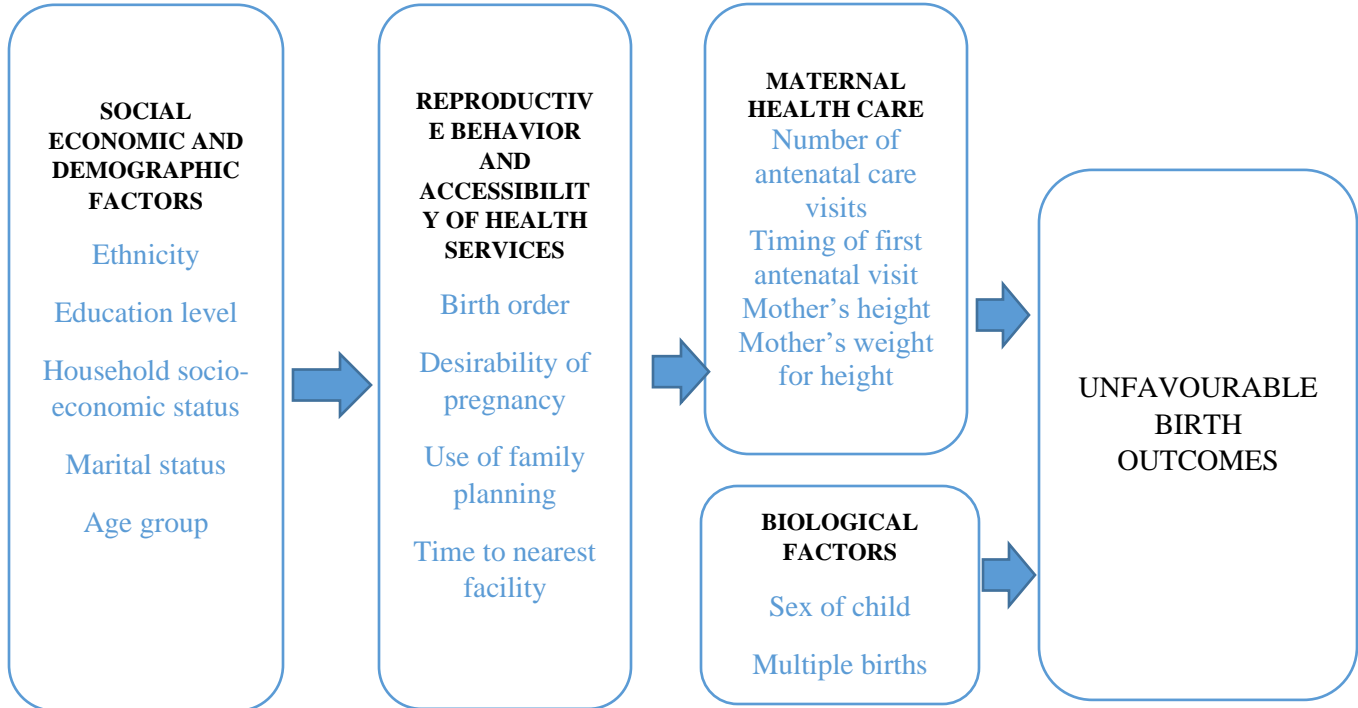 SOCIAL
ECONOMIC AND
DEMOGRAPHIC
FACTORS
Ethnicity
Education level
Household socio-
economic status
Marital status
Age group
REPRODUCTIV
E BEHAVIOR
AND
ACCESSIBILIT
Y OF HEALTH
SERVICES
Birth order
Desirability of
pregnancy
Use of family
planning
Time to nearest
facility
MATERNAL
HEALTH CARE
Number of
antenatal care
visits
Timing of first
antenatal visit
Mother’s height
Mother’s weight
for height
BIOLOGICAL
FACTORS
Sex of child
Multiple births
UNFAVOURABLE
BIRTH
OUTCOMES